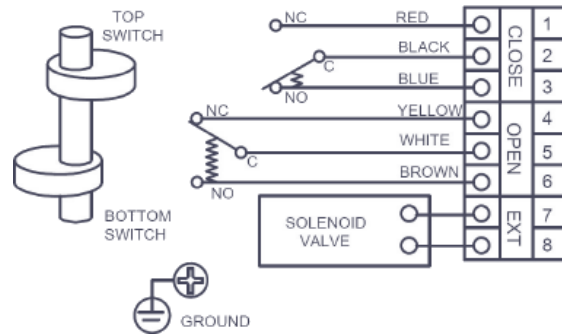 TOP
SWITCH
NC RED CLOSE 1
BLACK 2
C
BLUE 3
NO
NC YELLOW OPEN 4
WHITE 5
C
BROWN 6
NO
EXT 7
SOLENOID
VALVE 8
BOTTOM
SWITCH
GROUND